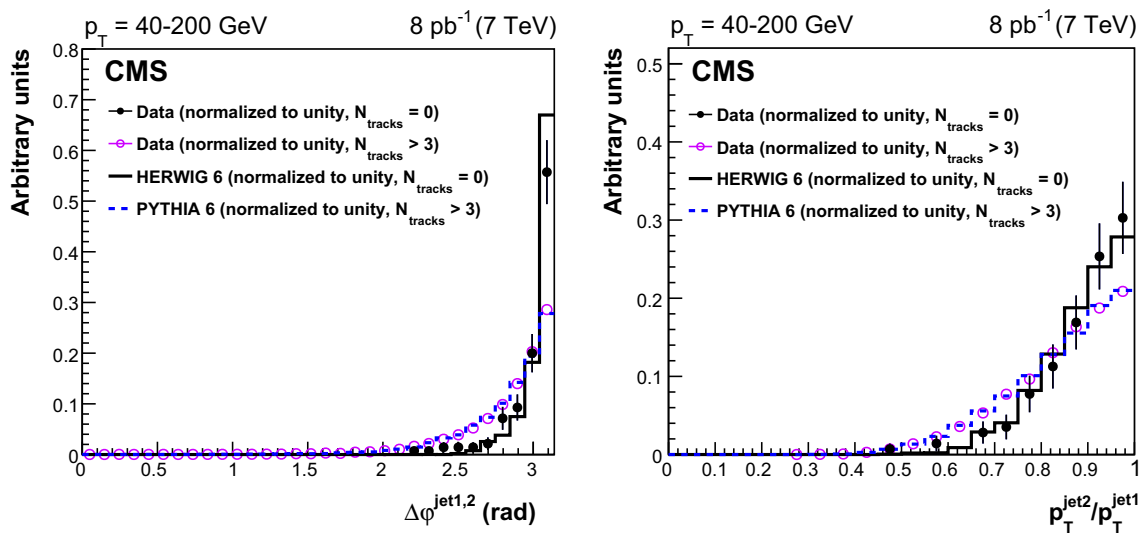 p_T = 40-200 GeV 8 pb⁻¹ (7 TeV)
Arbitrary units
CMS
Data (normalized to unity, N_tracks = 0)
Data (normalized to unity, N_tracks > 3)
HERWIG 6 (normalized to unity, N_tracks = 0)
PYTHIA 6 (normalized to unity, N_tracks > 3)
0.8
0.7
0.6
0.5
0.4
0.3
0.2
0.1
0
0 0.5 1 1.5 2 2.5 3
Δφ^jet1,2 (rad)
p_T = 40-200 GeV 8 pb⁻¹ (7 TeV)
Arbitrary units
CMS
Data (normalized to unity, N_tracks = 0)
Data (normalized to unity, N_tracks > 3)
HERWIG 6 (normalized to unity, N_tracks = 0)
PYTHIA 6 (normalized to unity, N_tracks > 3)
0.5
0.4
0.3
0.2
0.1
0
0 0.1 0.2 0.3 0.4 0.5 0.6 0.7 0.8 0.9 1
p_T^jet2/p_T^jet1